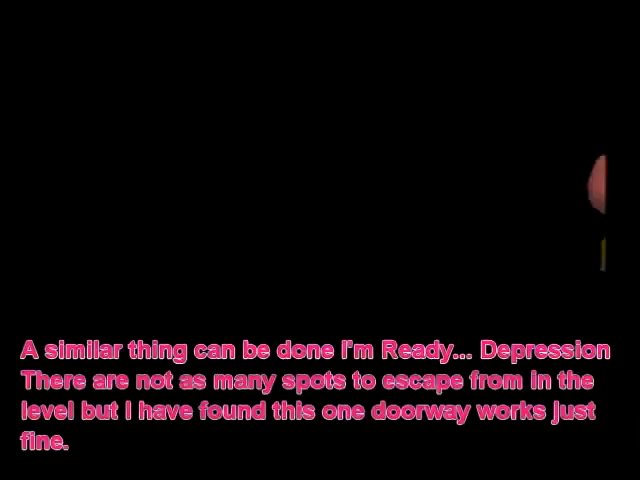 A similar thing can be done I'm Ready... Depression
There are not as many spots to escape from in the
level but I have found this one doorway works just
fine.